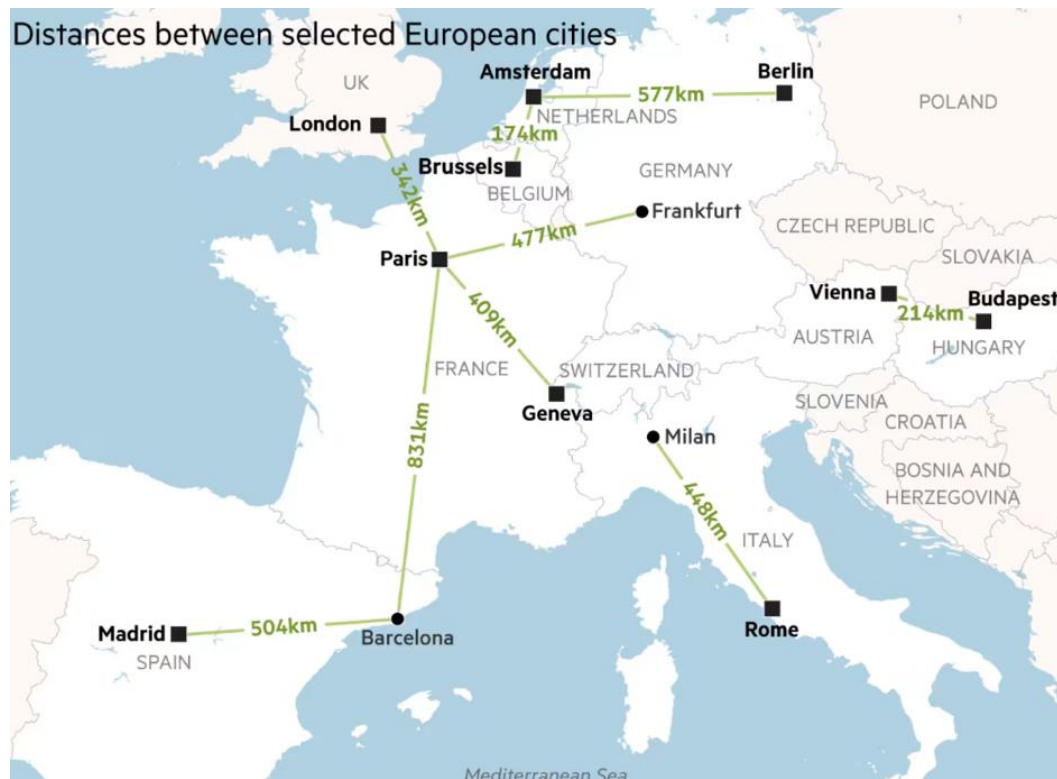 Distances between selected European cities
Amsterdam
Berlin
UK
577km
POLAND
NETHERLANDS
London
174km
Brussels
GERMANY
342km
BELGIUM
Frankfurt
CZECH REPUBLIC
477km
Paris
SLOVAKIA
Vienna
Budapest
214km
409km
AUSTRIA
HUNGARY
FRANCE
SWITZERLAND
Geneva
SLOVENIA
CROATIA
831km
Milan
BOSNIA AND
HERZEGOVINA
448km
ITALY
504km
Madrid
Barcelona
Rome
SPAIN
Mediterranean Sea